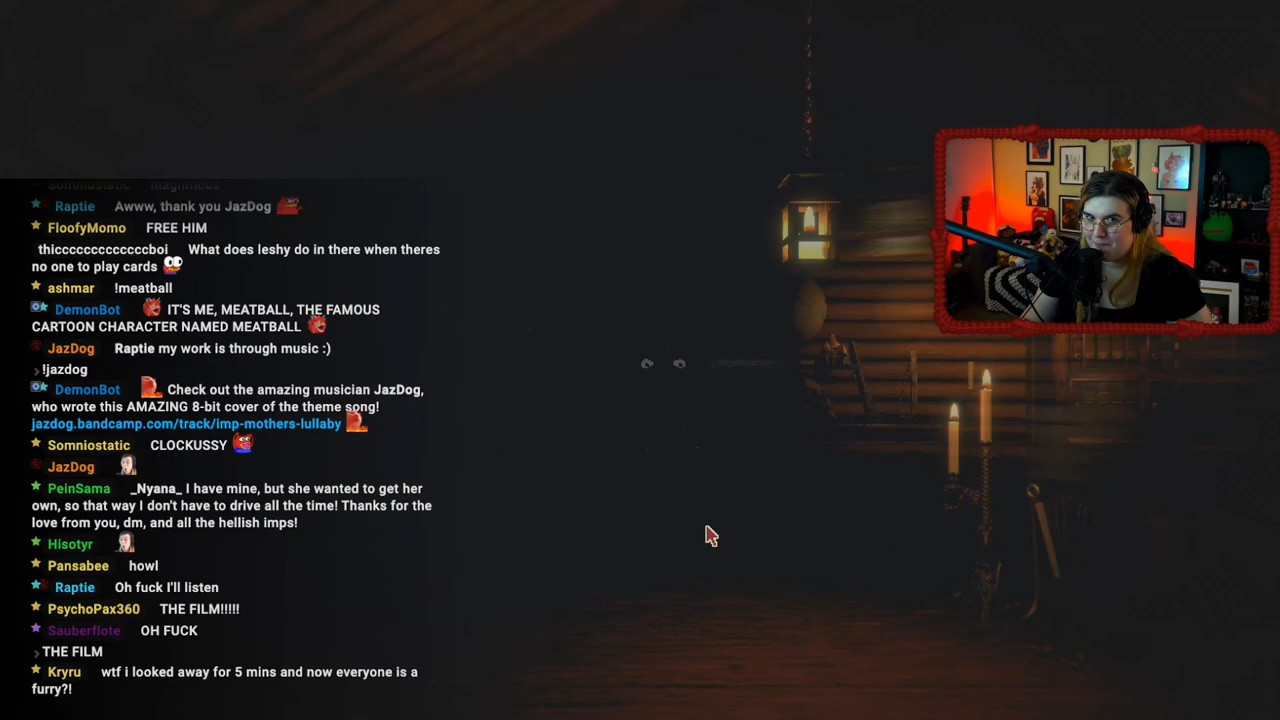 Somniostatic magnificus
Raptie Awww, thank you JazDog
FloofyMomo FREE HIM
thicccccccccccccboi What does leshy do in there when theres
no one to play cards
ashmar !meatball
DemonBot IT'S ME, MEATBALL, THE FAMOUS
CARTOON CHARACTER NAMED MEATBALL
JazDog Raptie my work is through music :)
!jazdog
DemonBot Check out the amazing musician JazDog,
who wrote this AMAZING 8-bit cover of the theme song!
jazdog.bandcamp.com/track/imp-mothers-lullaby
Somniostatic CLOCKUSSY
JazDog
PeinSama _Nyana_ I have mine, but she wanted to get her
own, so that way I don't have to drive all the time! Thanks for the
love from you, dm, and all the hellish imps!
Hisotyr
Pansabee howl
Raptie Oh fuck I'll listen
PsychoPax360 THE FILM!!!!!
Sauberflote OH FUCK
THE FILM
Kryru wtf i looked away for 5 mins and now everyone is a
furry?!